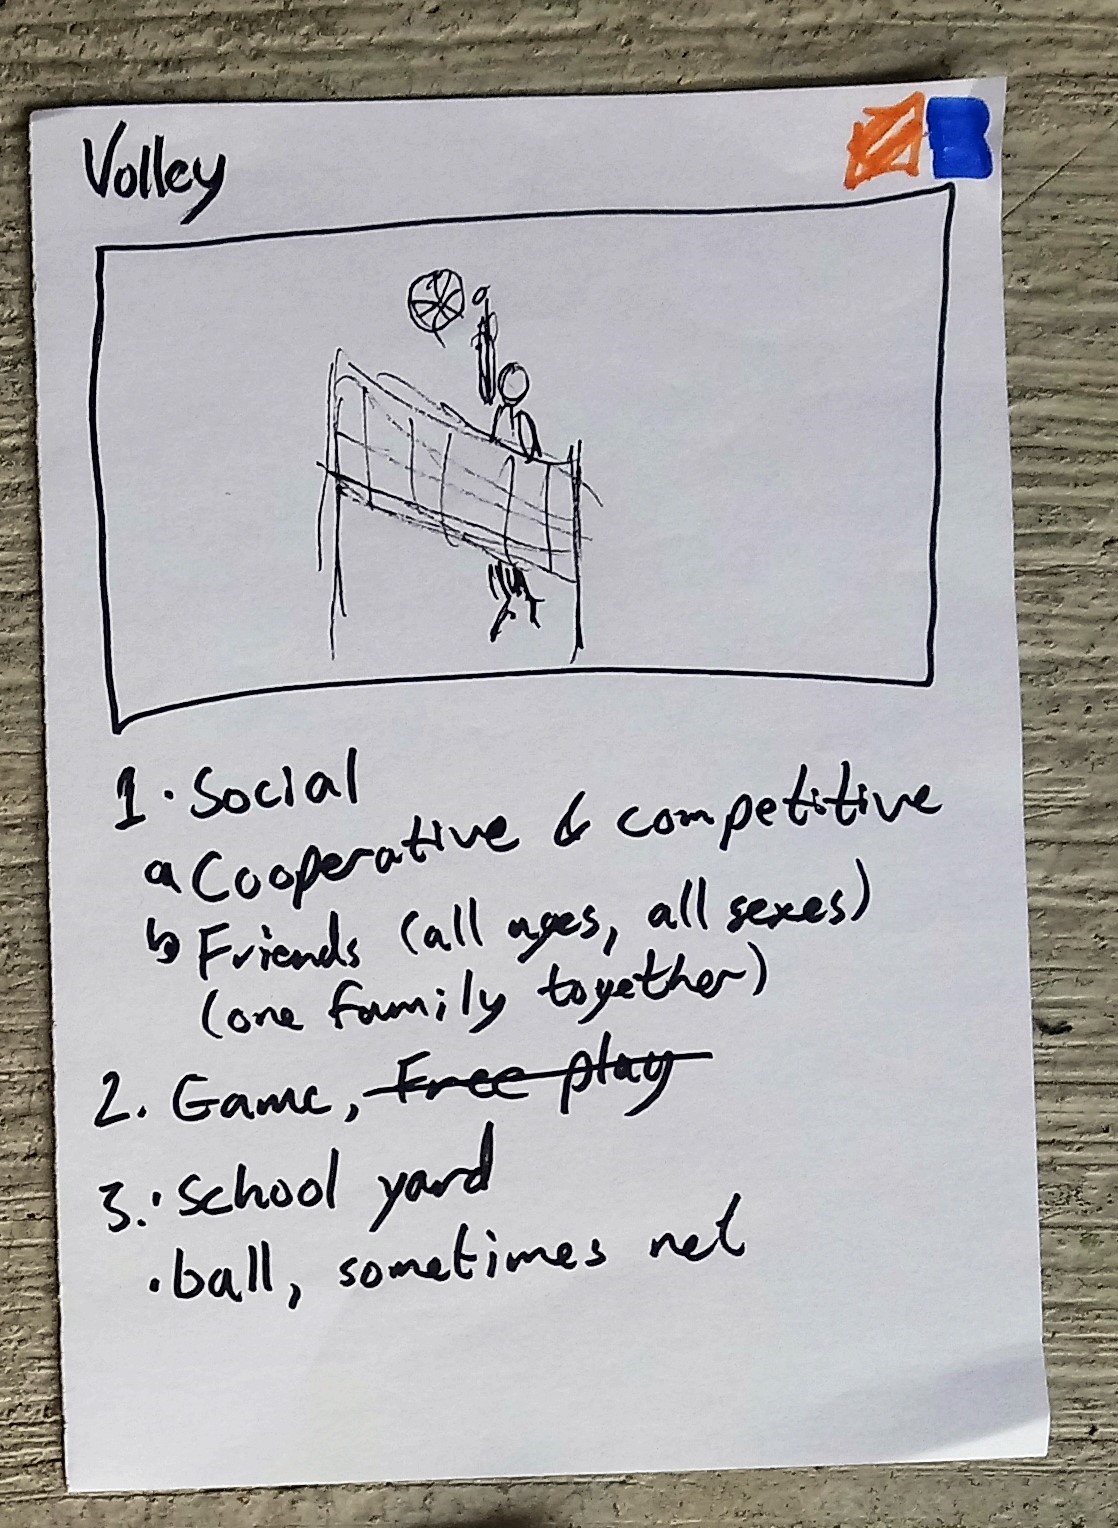 Volley
1. Social
a Cooperative & competitive
b Friends (all ages, all sexes)
(one family together)
2. Game, Free play
3. · School yard
· ball, sometimes net